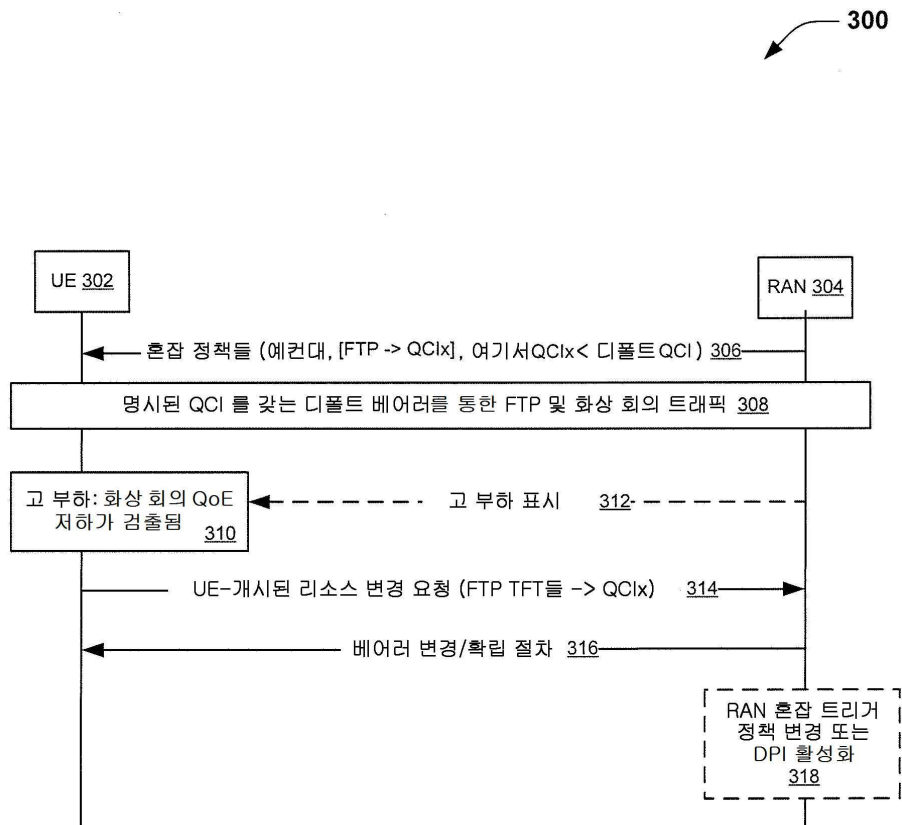 300
UE 302
RAN 304
혼잡 정책들 (예컨대, [FTP -> QCIx], 여기서QCIx< 디폴트QCI) 306
명시된 QCI 를 갖는 디폴트 베어러를 통한 FTP 및 화상 회의 트래픽 308
고 부하: 화상 회의 QoE
저하가 검출됨 310
고 부하 표시 312
UE-개시된 리소스 변경 요청 (FTP TFT들 -> QCIx) 314
베어러 변경/확립 절차 316
RAN 혼잡 트리거
정책 변경 또는
DPI 활성화
318